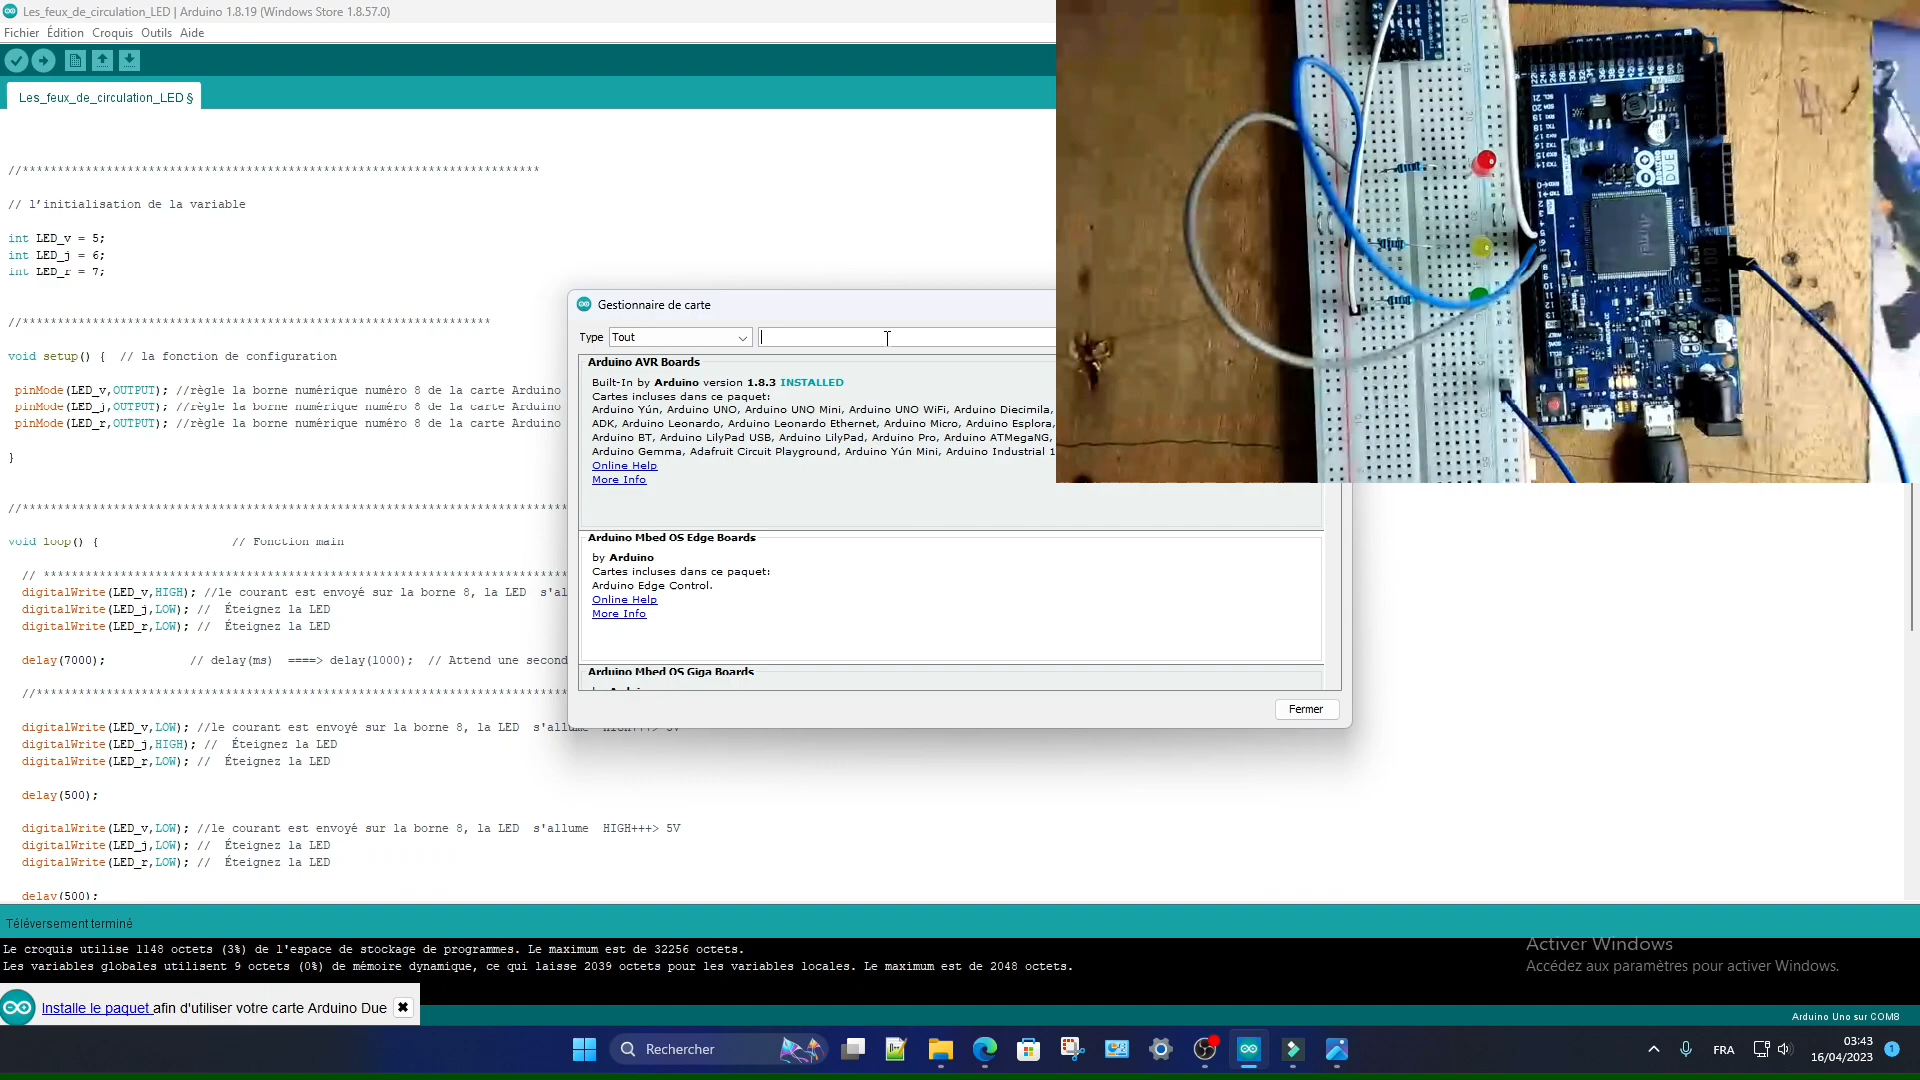 Les_feux_de_circulation_LED | Arduino 1.8.19 (Windows Store 1.8.57.0)
Fichier Édition Croquis Outils Aide
Les_feux_de_circulation_LED §
//**************************************************************************
// l'initialisation de la variable
int LED_v = 5;
int LED_j = 6;
int LED_r = 7;
//*******************************************************************
void setup() { // la fonction de configuration
pinMode(LED_v,OUTPUT); //règle la borne numérique numéro 8 de la carte Arduino
pinMode(LED_j,OUTPUT); //règle la borne numérique numéro 8 de la carte Arduino
pinMode(LED_r,OUTPUT); //règle la borne numérique numéro 8 de la carte Arduino
}
//******************************************************************************
void loop() { // Fonction main
// ***************************************************************************
digitalWrite(LED_v,HIGH); //le courant est envoyé sur la borne 8, la LED s'al
digitalWrite(LED_j,LOW); // Éteignez la LED
digitalWrite(LED_r,LOW); // Éteignez la LED
delay(7000); // delay(ms) ====> delay(1000); // Attend une second
//****************************************************************************
digitalWrite(LED_v,LOW); //le courant est envoyé sur la borne 8, la LED s'allume HIGH+++> 5V
digitalWrite(LED_j,HIGH); // Éteignez la LED
digitalWrite(LED_r,LOW); // Éteignez la LED
delay(500);
digitalWrite(LED_v,LOW); //le courant est envoyé sur la borne 8, la LED s'allume HIGH+++> 5V
digitalWrite(LED_j,LOW); // Éteignez la LED
digitalWrite(LED_r,LOW); // Éteignez la LED
delay(500);
Gestionnaire de carte
Type Tout
Arduino AVR Boards
Built-In by Arduino version 1.8.3 INSTALLED
Cartes incluses dans ce paquet:
Arduino Yún, Arduino UNO, Arduino UNO Mini, Arduino UNO WiFi, Arduino Diecimila,
ADK, Arduino Leonardo, Arduino Leonardo Ethernet, Arduino Micro, Arduino Esplora,
Arduino BT, Arduino LilyPad USB, Arduino LilyPad, Arduino Pro, Arduino ATMegaNG,
Arduino Gemma, Adafruit Circuit Playground, Arduino Yún Mini, Arduino Industrial 1
Online Help
More Info
Arduino Mbed OS Edge Boards
by Arduino
Cartes incluses dans ce paquet:
Arduino Edge Control.
Online Help
More Info
Arduino Mbed OS Giga Boards
Fermer
ARDUINO
DUE
Téléversement terminé
Le croquis utilise 1148 octets (3%) de l'espace de stockage de programmes. Le maximum est de 32256 octets.
Les variables globales utilisent 9 octets (0%) de mémoire dynamique, ce qui laisse 2039 octets pour les variables locales. Le maximum est de 2048 octets.
Activer Windows
Accédez aux paramètres pour activer Windows.
Installe le paquet afin d'utiliser votre carte Arduino Due
Arduino Uno sur COM8
Rechercher
FRA
03:43
16/04/2023
1